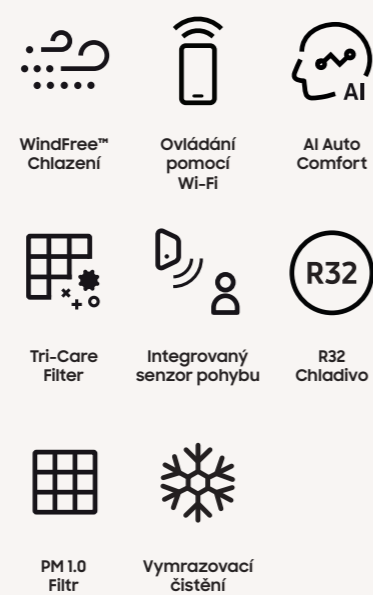 AI
WindFree™
Chlazení
Ovládání
pomocí
Wi-Fi
AI Auto
Comfort
R32
Tri-Care
Filter
Integrovaný
senzor pohybu
R32
Chladivo
PM 1.0
Filtr
Vymrazovací
čistění